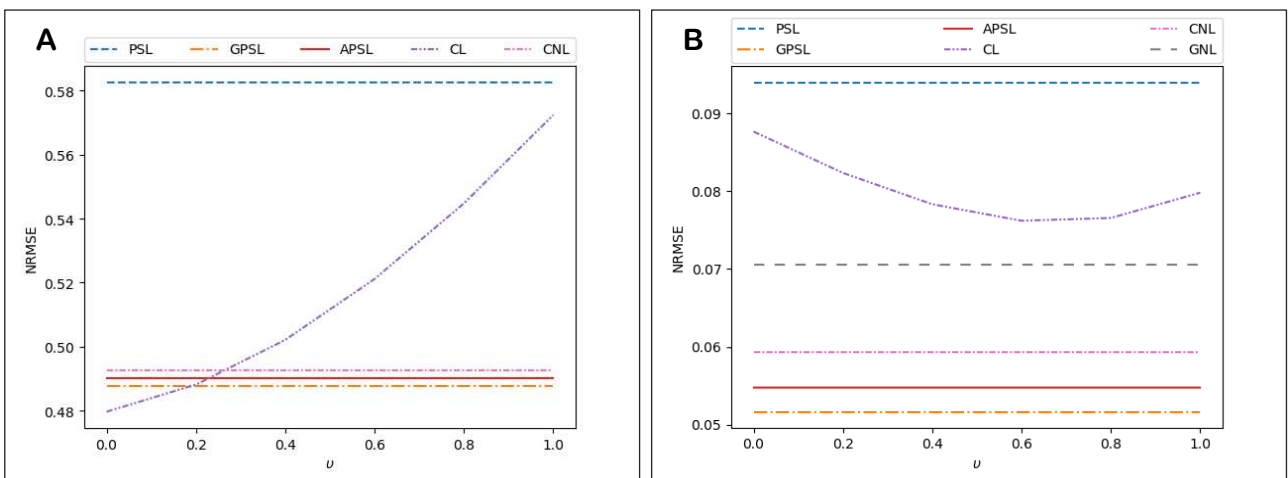 A
PSL GPSL APSL CL CNL
0.58
0.56
0.54
0.52
0.50
0.48
NRMSE
0.0 0.2 0.4 0.6 0.8 1.0
υ
B
PSL APSL CNL
GPSL CL GNL
0.09
0.08
0.07
0.06
0.05
NRMSE
0.0 0.2 0.4 0.6 0.8 1.0
υ